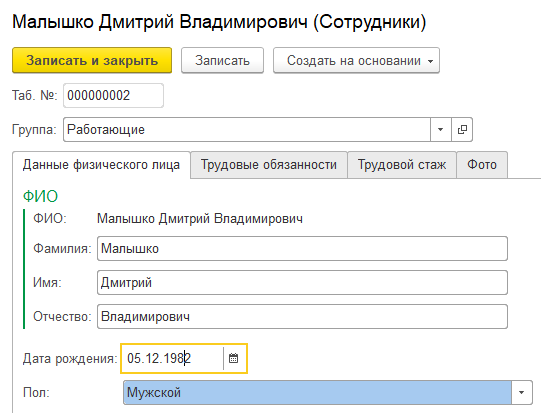 Малышко Дмитрий Владимирович (Сотрудники)
Записать и закрыть Записать Создать на основании
Таб. №: 000000002
Группа: Работающие
Данные физического лица Трудовые обязанности Трудовой стаж Фото
ФИО
ФИО: Малышко Дмитрий Владимирович
Фамилия: Малышко
Имя: Дмитрий
Отчество: Владимирович
Дата рождения: 05.12.1982
Пол: Мужской